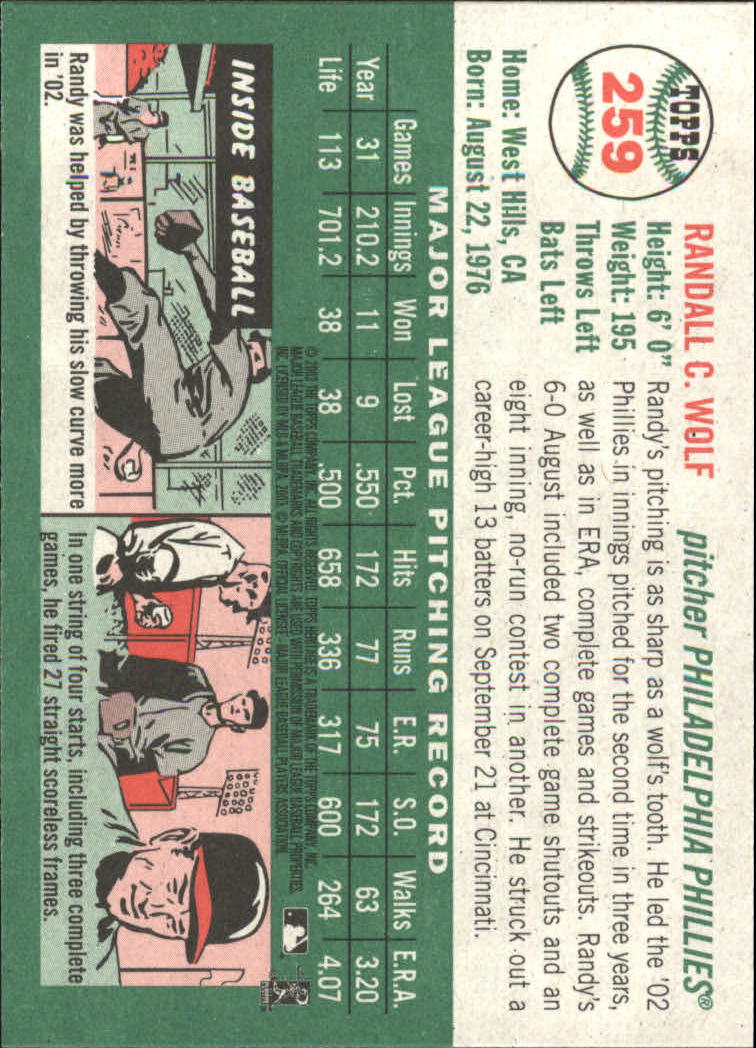 TOPPS
259
RANDALL C. WOLF
pitcher PHILADELPHIA PHILLIES®
Height: 6' 0"
Weight: 195
Throws Left
Bats Left
Home: West Hills, CA
Born: August 22, 1976
Randy's pitching is as sharp as a wolf's tooth. He led the '02
Phillies in innings pitched for the second time in three years,
as well as in ERA, complete games and strikeouts. Randy's
6-0 August included two complete game shutouts and an
eight inning, no-run contest in another. He struck out a
career-high 13 batters on September 21 at Cincinnati.
MAJOR LEAGUE PITCHING RECORD
Games Innings Won Lost Pct. Hits Runs E.R. S.O. Walks E.R.A.
Year 31 210.2 11 9 .550 172 77 75 172 63 3.20
Life 113 701.2 38 38 .500 658 336 317 600 264 4.07
INSIDE BASEBALL
Randy was helped by throwing his slow curve more
in '02.
In one string of four starts, including three complete
games, he fired 27 straight scoreless frames.